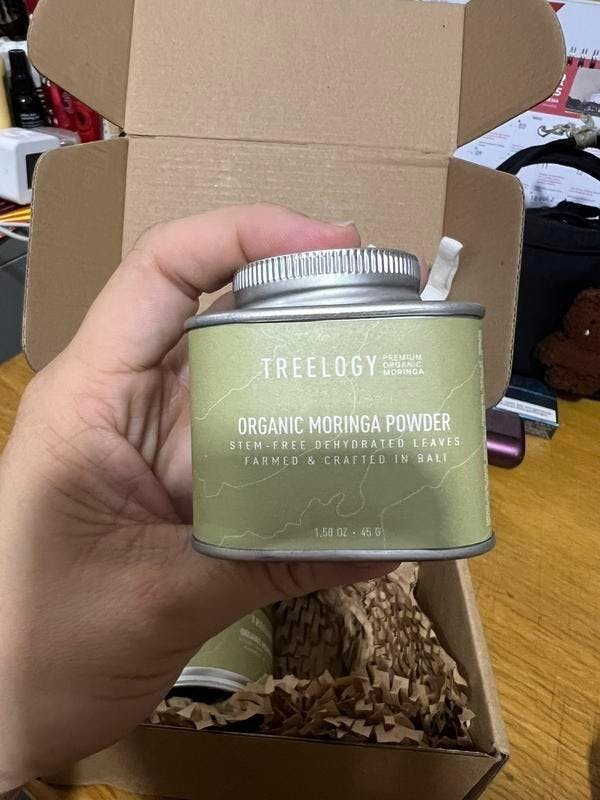 TREELOGY
PREMIUM
ORGANIC
MORINGA
ORGANIC MORINGA POWDER
STEM-FREE DEHYDRATED LEAVES
FARMED & CRAFTED IN BALI
1.58 OZ • 45 G